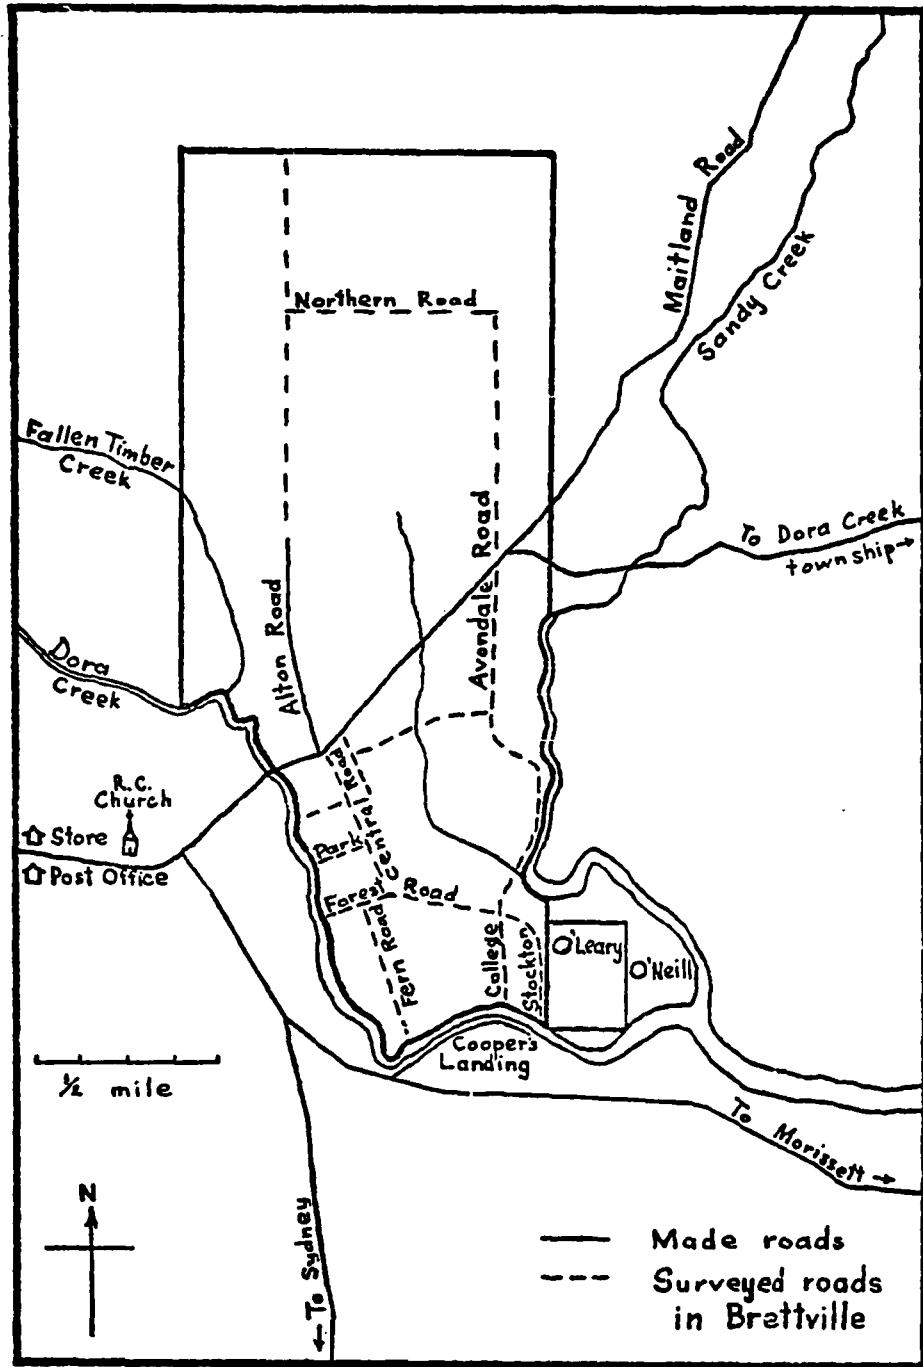 Maitland Road
Sandy Creek
Northern Road
Fallen Timber
Creek
Avondale Road
To Dora Creek
township→
Alton Road
Dora
Creek
R.C.
Church
Store
Post Office
Central Road
Park
Forest Road
Fern Road
College
Stockton
O'Leary
O'Neill
Cooper's
Landing
½ mile
To Morissett →
N
← To Sydney
Made roads
Surveyed roads
in Brettville